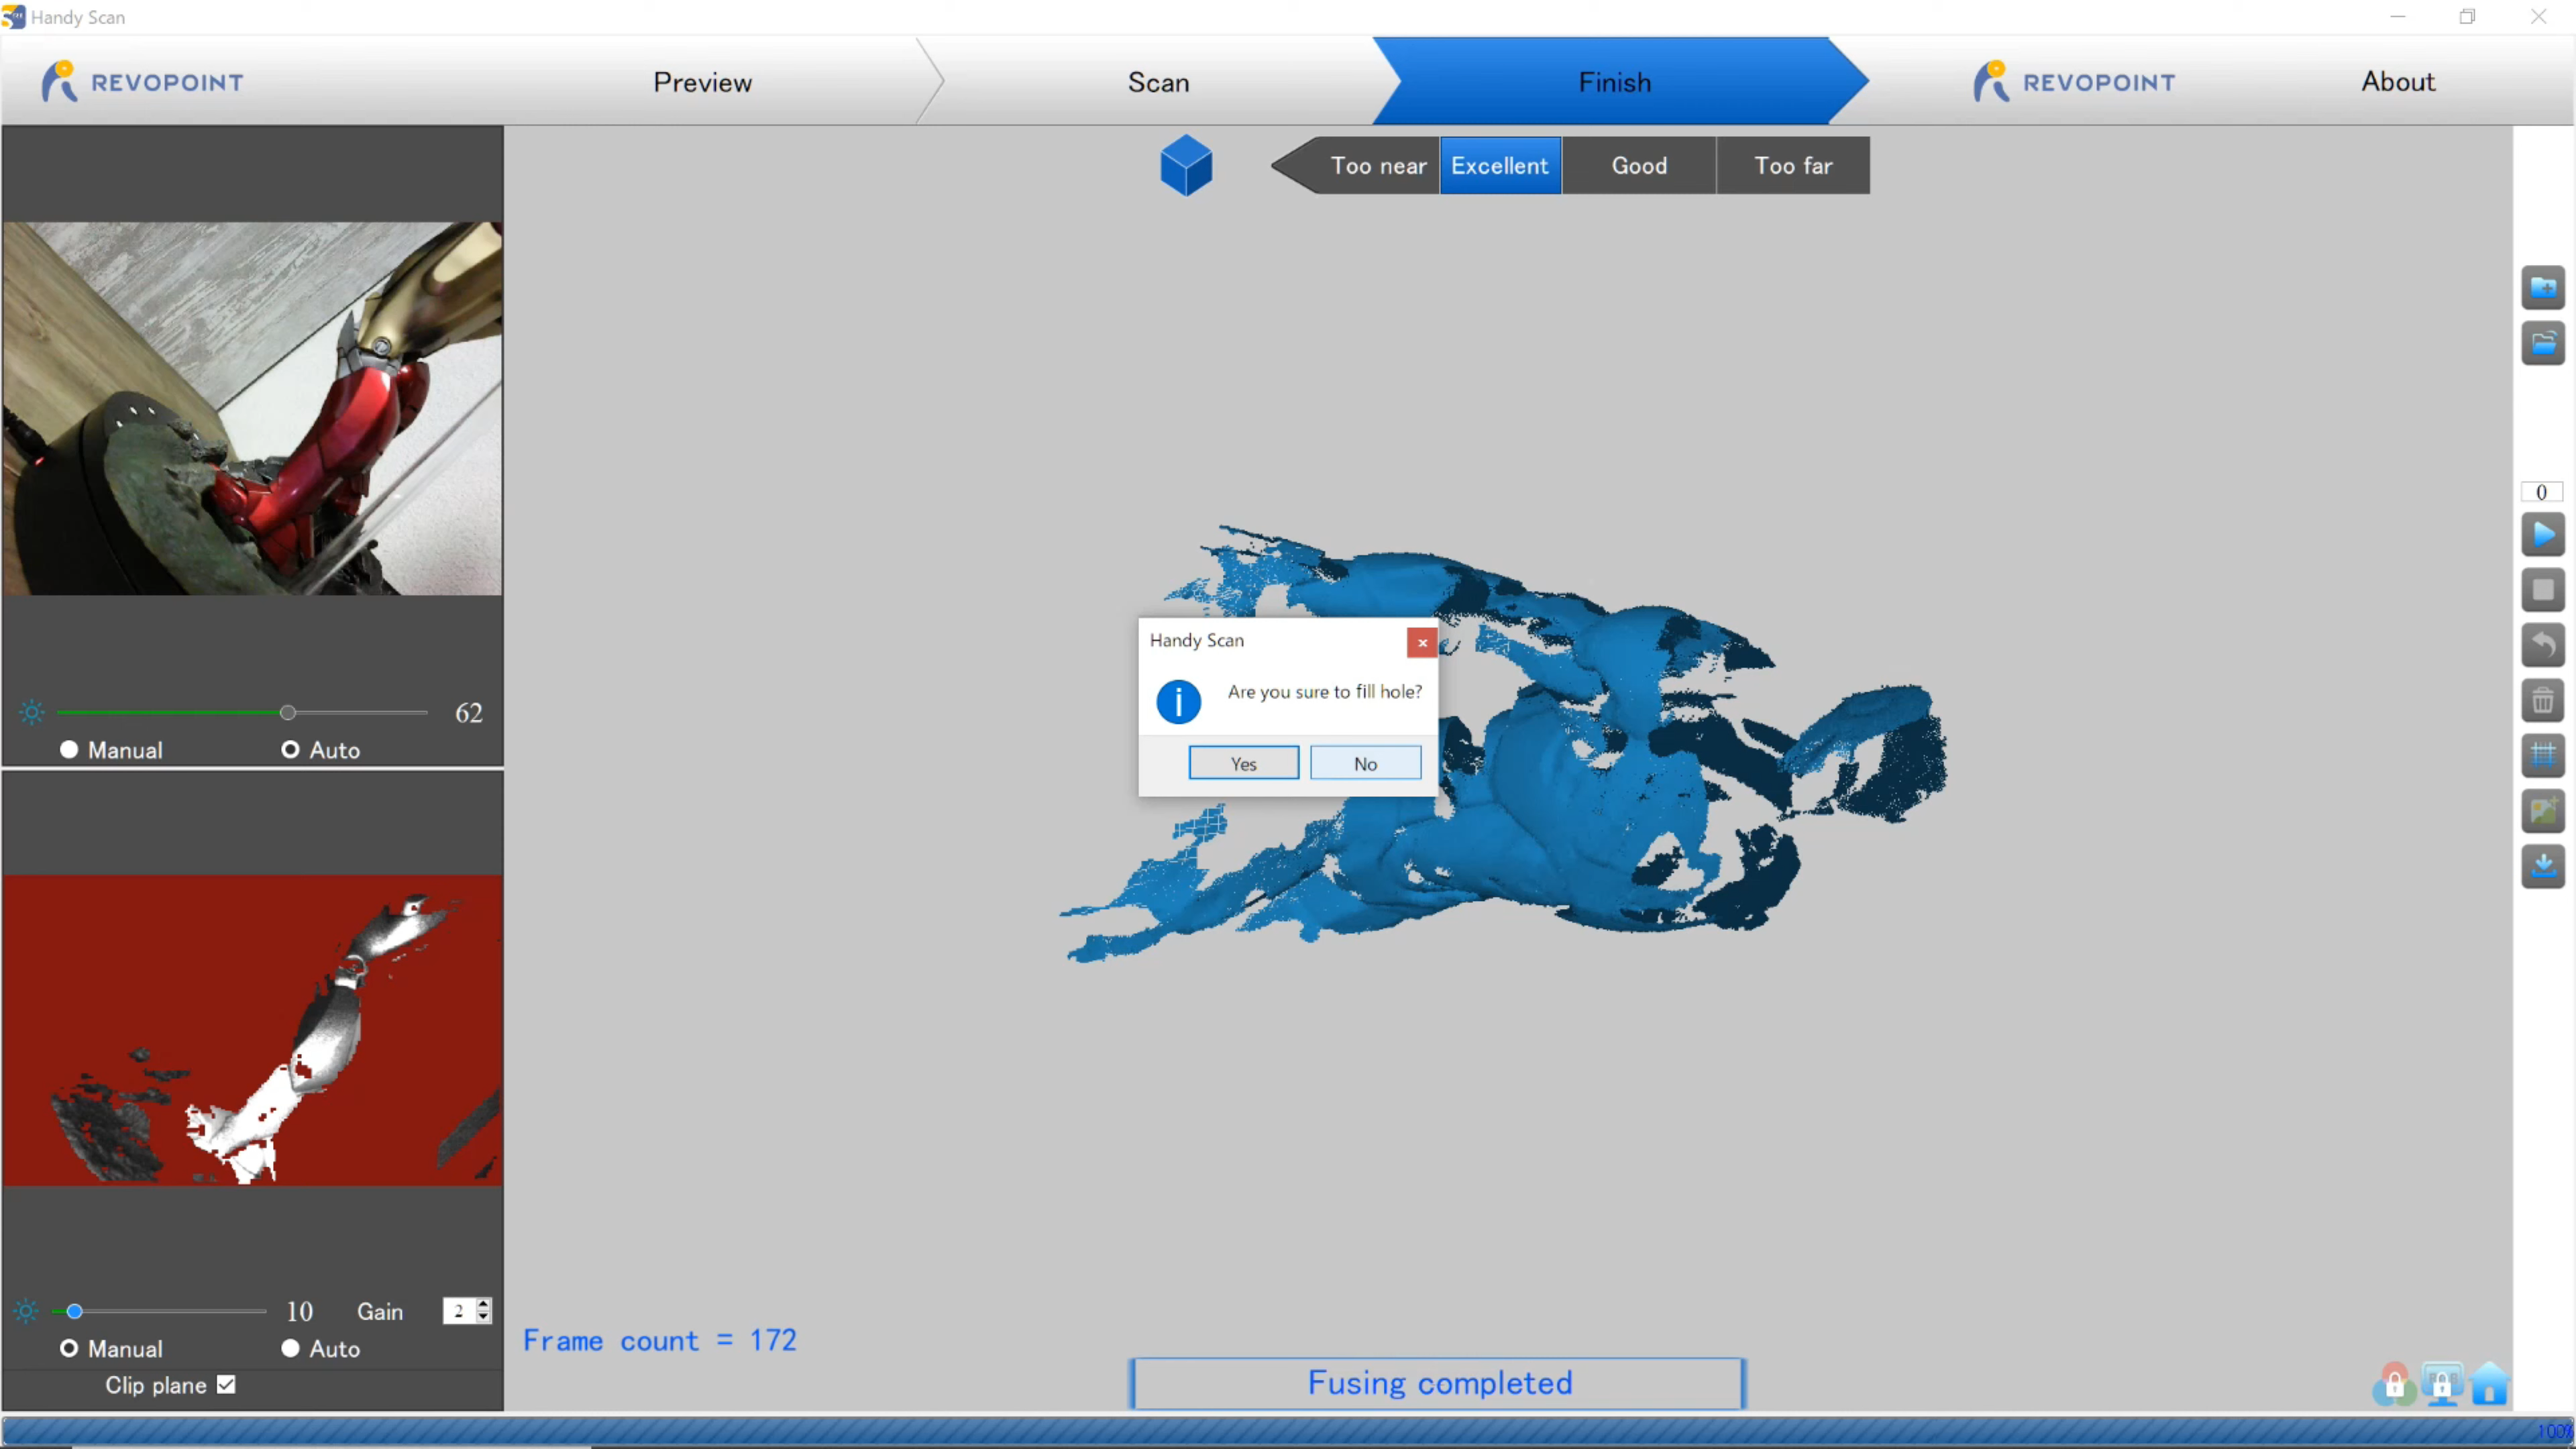 Handy Scan
REVOPOINT
Preview
Scan
Finish
REVOPOINT
About
Too near
Excellent
Good
Too far
0
Handy Scan
Are you sure to fill hole?
Yes
No
62
Manual
Auto
10
Gain
2
Manual
Auto
Clip plane
Frame count = 172
Fusing completed
100%